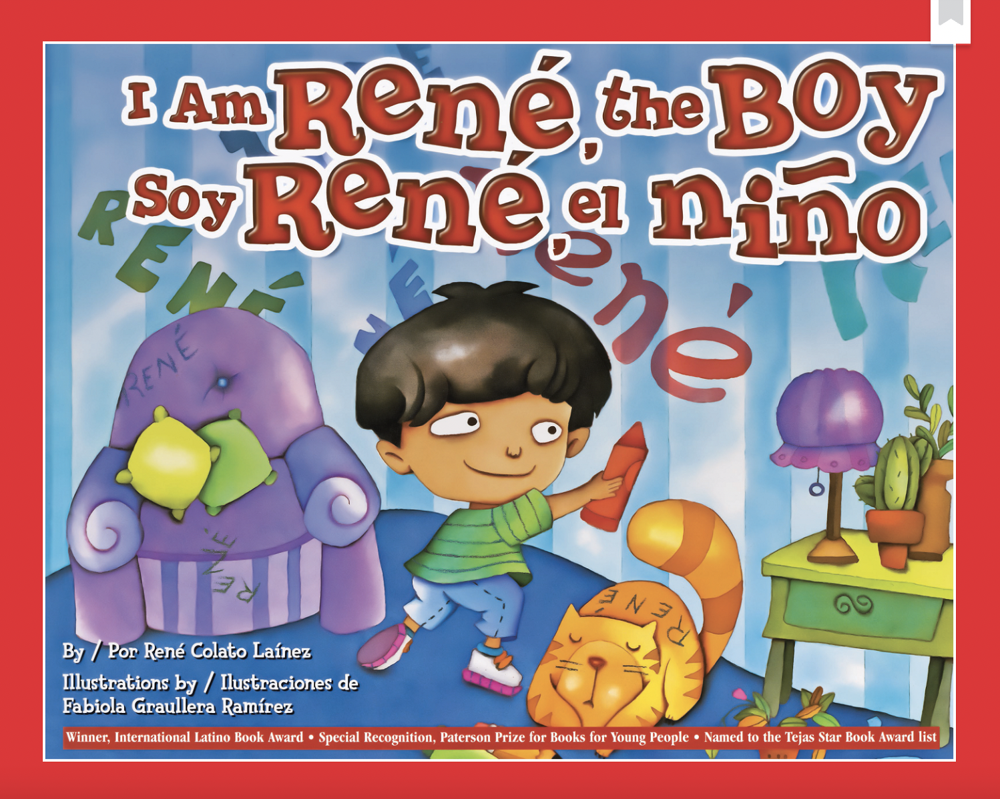 I Am René, the Boy
Soy René, el niño
RENÉ
René
RENÉ
RENÉ
RENÉ
By / Por René Colato Laínez
Illustrations by / Ilustraciones de
Fabiola Graullera Ramírez
Winner, International Latino Book Award • Special Recognition, Paterson Prize for Books for Young People • Named to the Tejas Star Book Award list